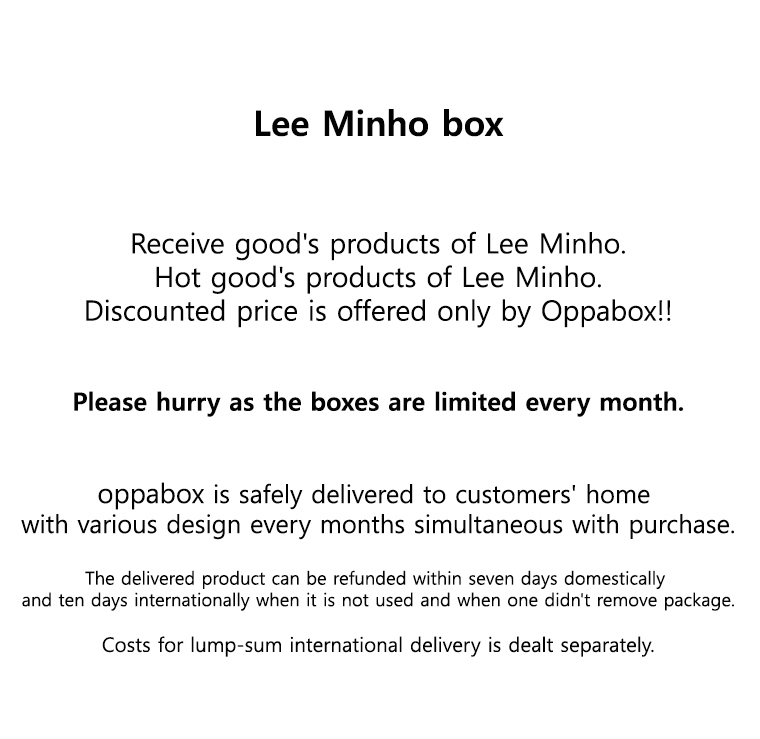 Lee Minho box
Receive good's products of Lee Minho.
Hot good's products of Lee Minho.
Discounted price is offered only by Oppabox!!
Please hurry as the boxes are limited every month.
oppabox is safely delivered to customers' home
with various design every months simultaneous with purchase.
The delivered product can be refunded within seven days domestically
and ten days internationally when it is not used and when one didn't remove package.
Costs for lump-sum international delivery is dealt separately.